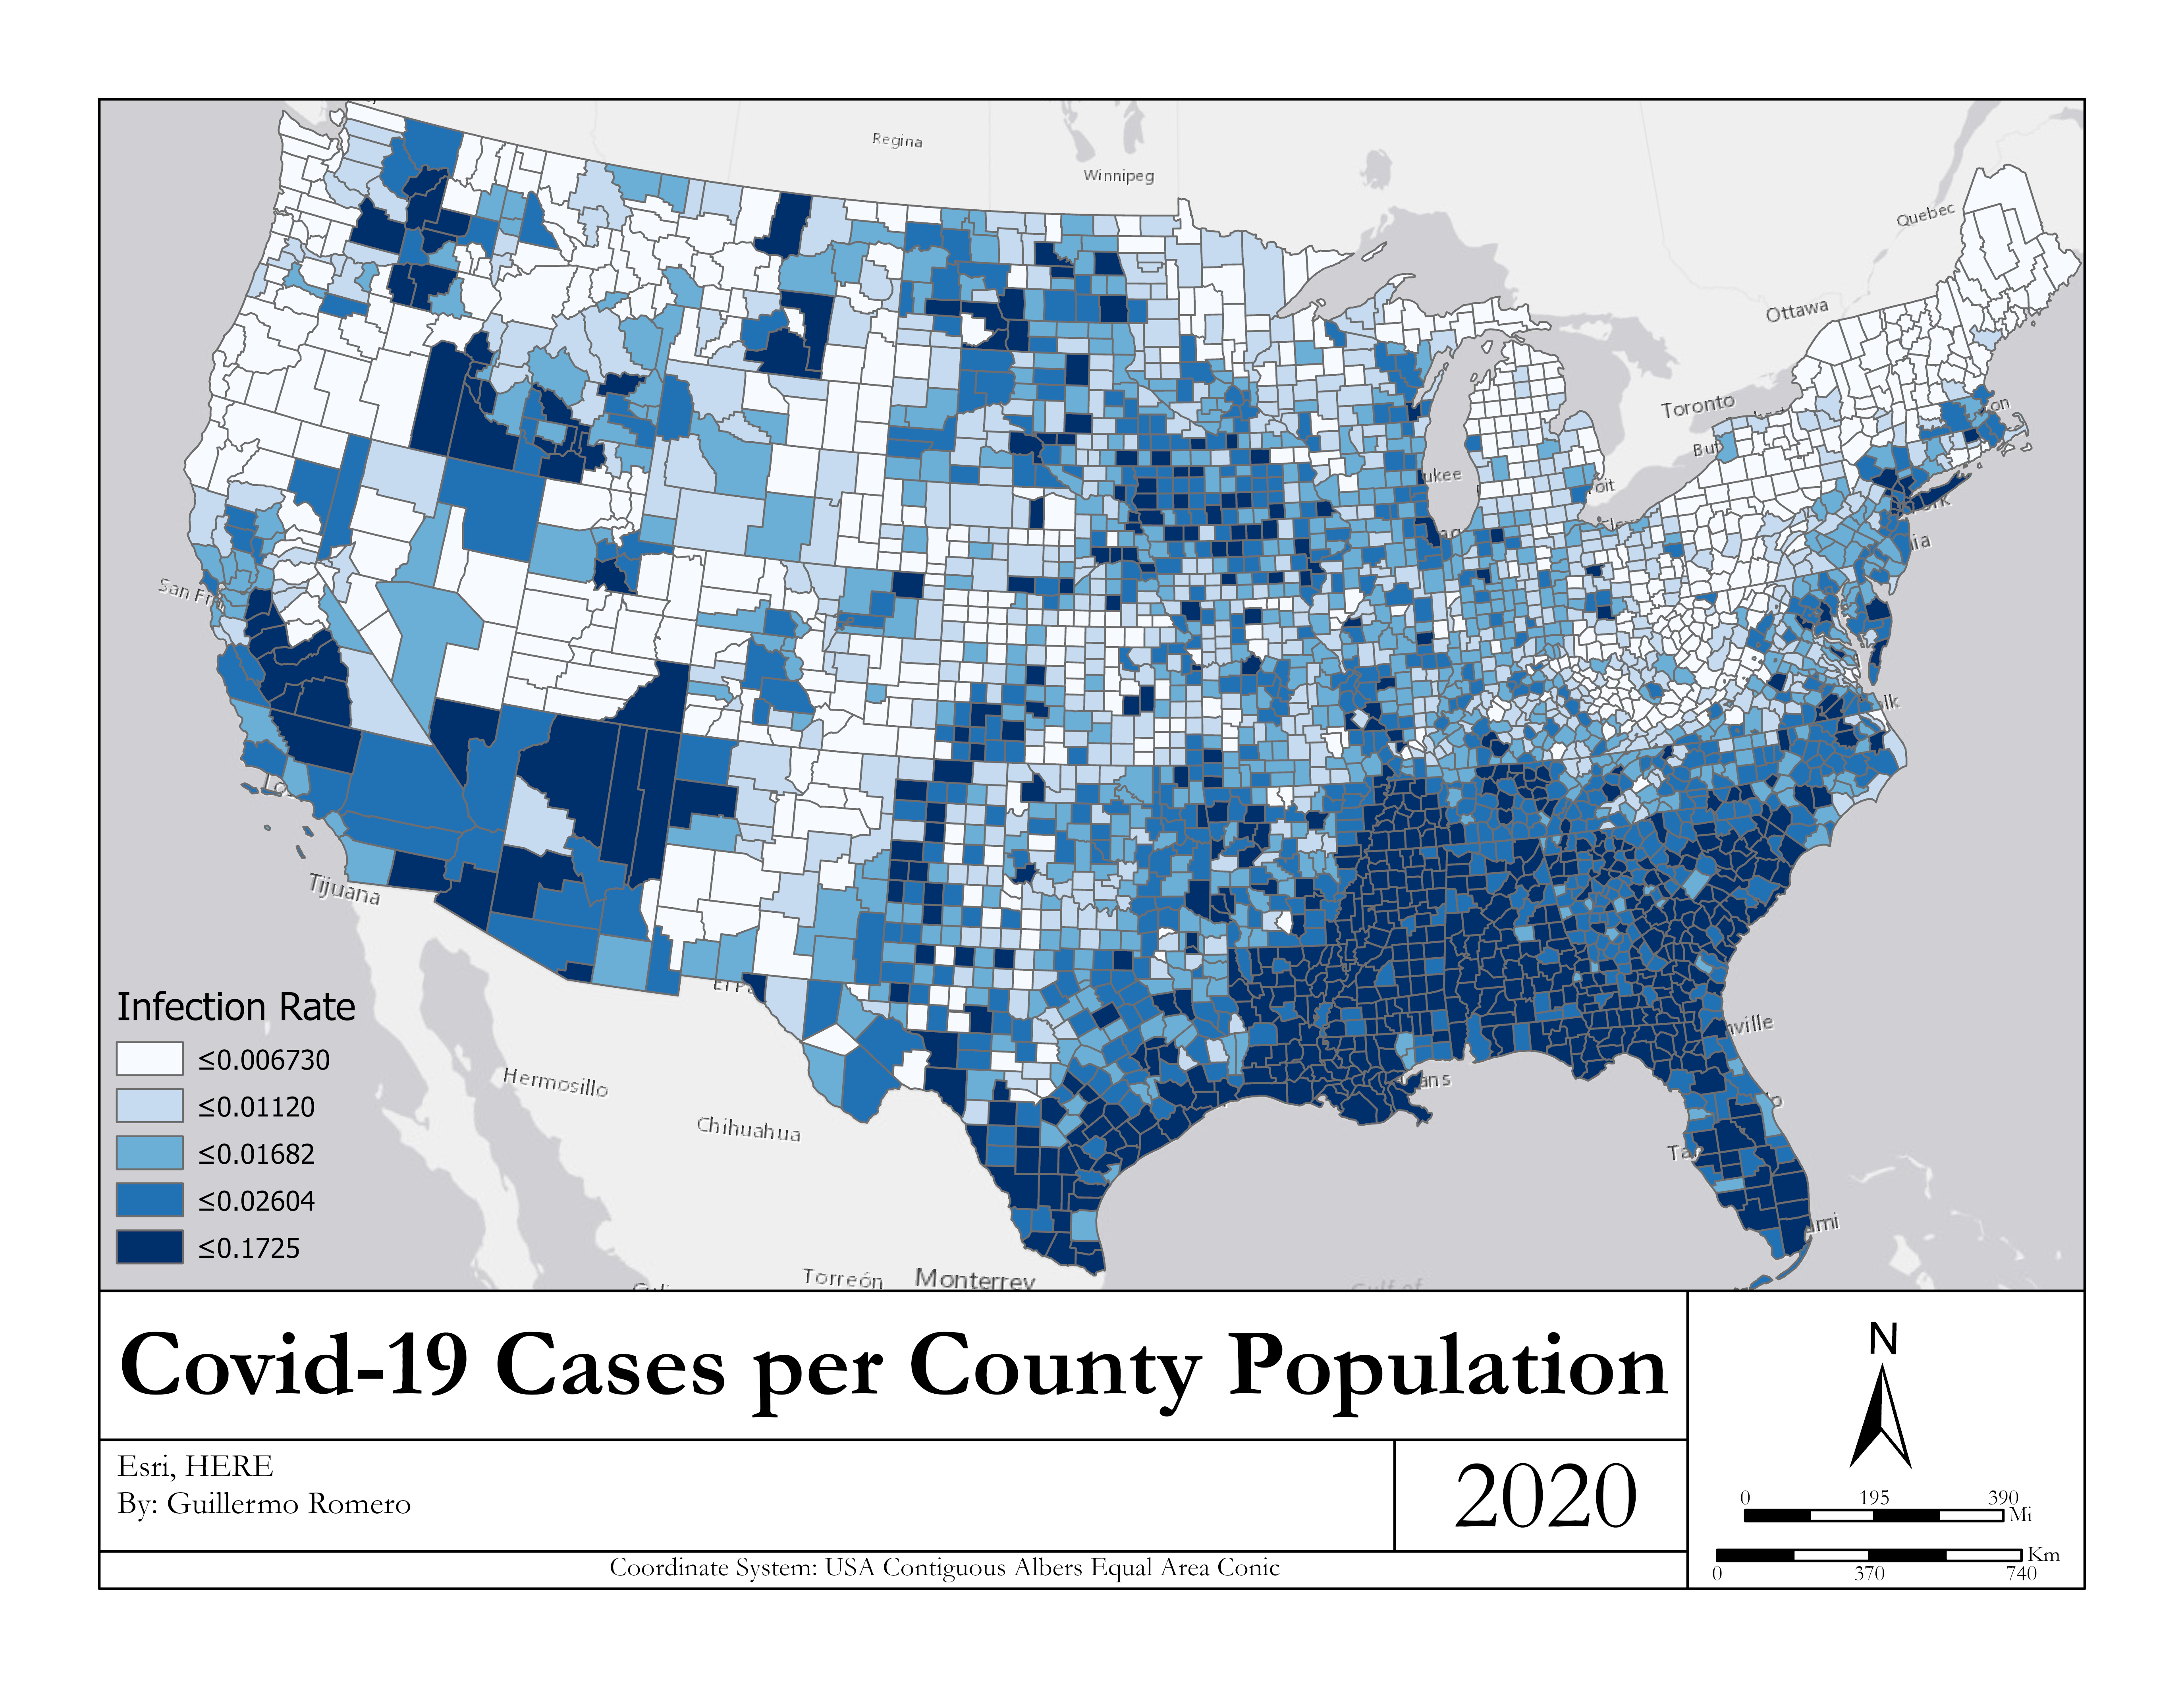 Regina
Winnipeg
Quebec
Ottawa
Toronto
Tijuana
Hermosillo
Chihuahua
Torreón
Monterrey
Gulf of
Infection Rate
≤0.006730
≤0.01120
≤0.01682
≤0.02604
≤0.1725
Covid-19 Cases per County Population
Esri, HERE
By: Guillermo Romero
2020
Coordinate System: USA Contiguous Albers Equal Area Conic
N
0 195 390
Mi
Km
0 370 740